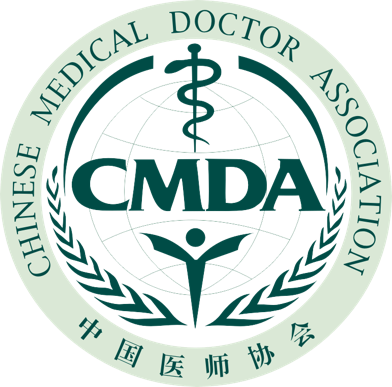 CHINESE MEDICAL DOCTOR ASSOCIATION
CMDA
中国医师协会